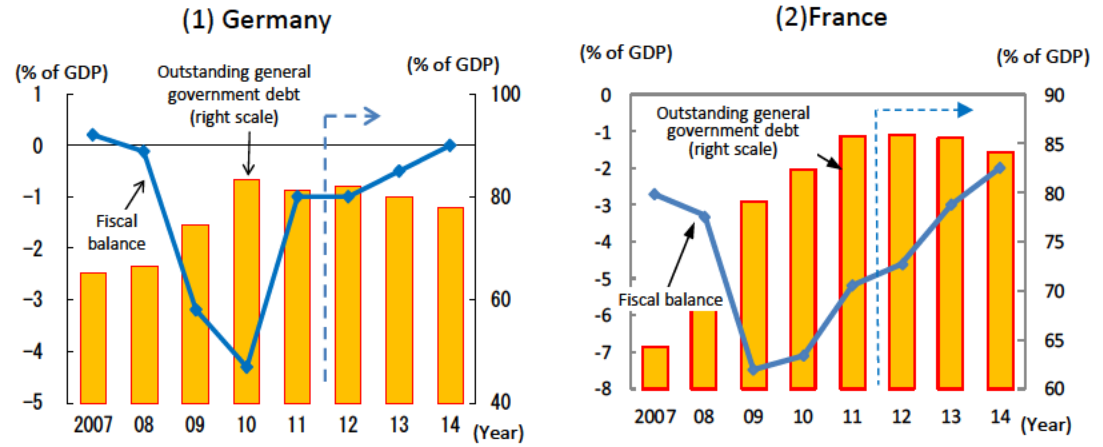 (1) Germany
(% of GDP)
(% of GDP)
Outstanding general
government debt
(right scale)
Fiscal
balance
1
0
-1
-2
-3
-4
-5
100
80
60
40
2007 08 09 10 11 12 13 14 (Year)
(2)France
(% of GDP)
(% of GDP)
Outstanding general
government debt
(right scale)
Fiscal balance
0
-1
-2
-3
-4
-5
-6
-7
-8
90
85
80
75
70
65
60
2007 08 09 10 11 12 13 14 (Year)